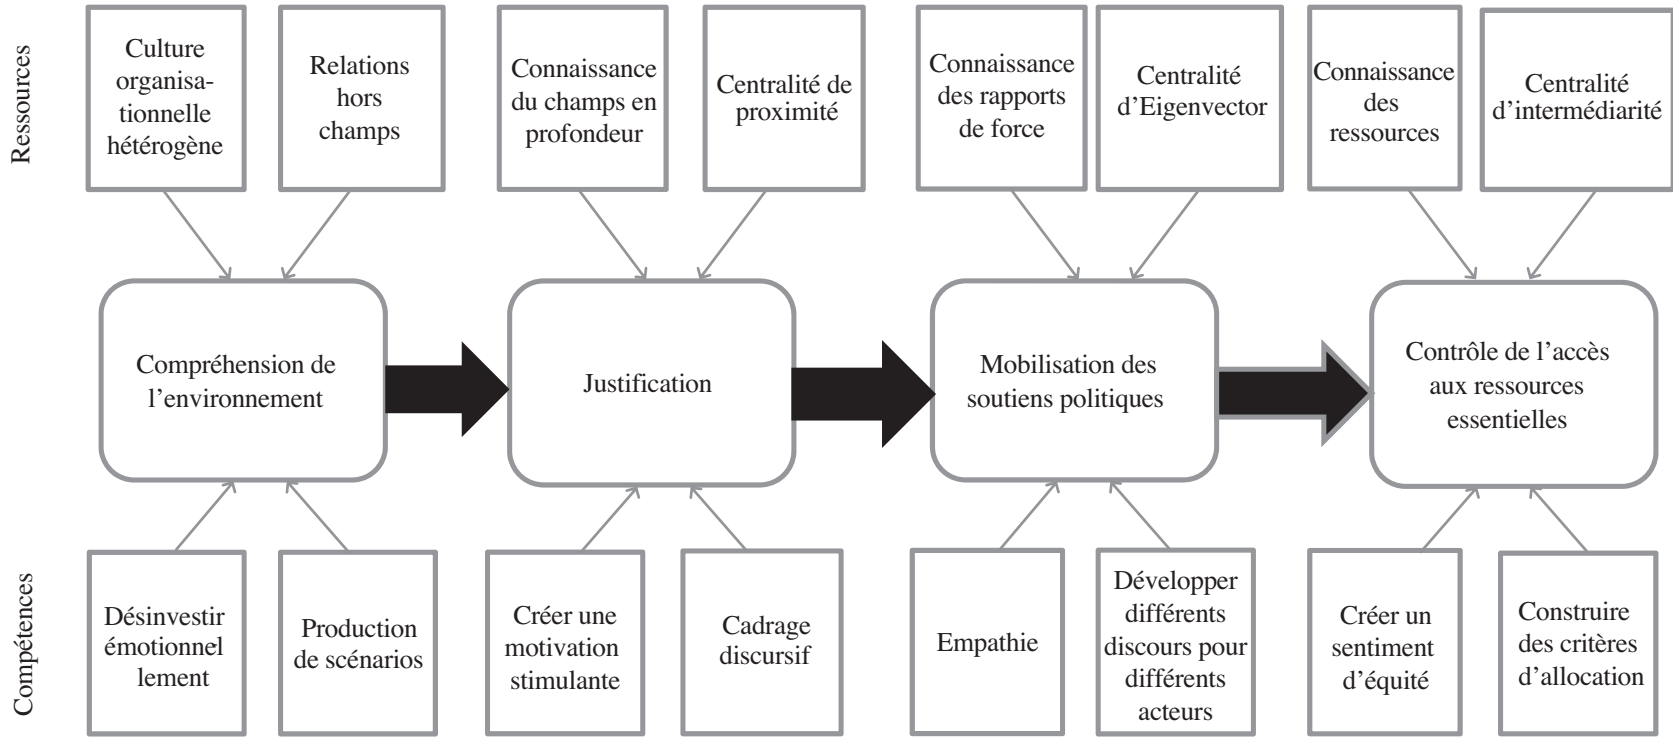 Ressources
Culture
organisa-
tionnelle
hétérogène
Relations
hors
champs
Connaissance
du champs en
profondeur
Centralité de
proximité
Connaissance
des rapports
de force
Centralité
d'Eigenvector
Connaissance
des
ressources
Centralité
d'intermédiarité
Compréhension de
l'environnement
Justification
Mobilisation des
soutiens politiques
Contrôle de l'accès
aux ressources
essentielles
Compétences
Désinvestir
émotionnel
lement
Production
de scénarios
Créer une
motivation
stimulante
Cadrage
discursif
Empathie
Développer
différents
discours pour
différents
acteurs
Créer un
sentiment
d'équité
Construire
des critères
d'allocation